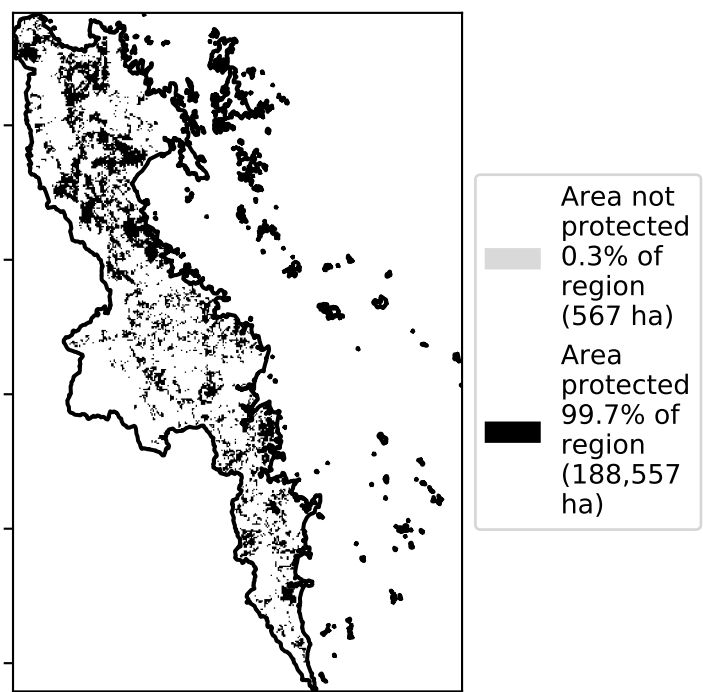 Area not
protected
0.3% of
region
(567 ha)
Area
protected
99.7% of
region
(188,557
ha)